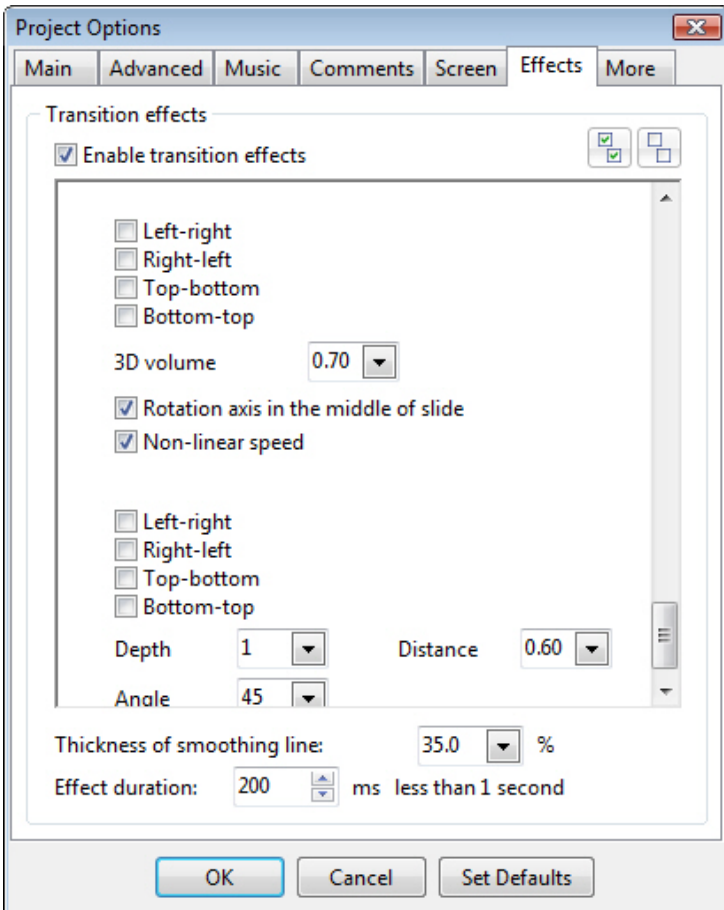 Project Options
Main Advanced Music Comments Screen Effects More
Transition effects
Enable transition effects
Left-right
Right-left
Top-bottom
Bottom-top
3D volume 0.70
Rotation axis in the middle of slide
Non-linear speed
Left-right
Right-left
Top-bottom
Bottom-top
Depth 1 Distance 0.60
Angle 45
Thickness of smoothing line: 35.0 %
Effect duration: 200 ms less than 1 second
OK Cancel Set Defaults